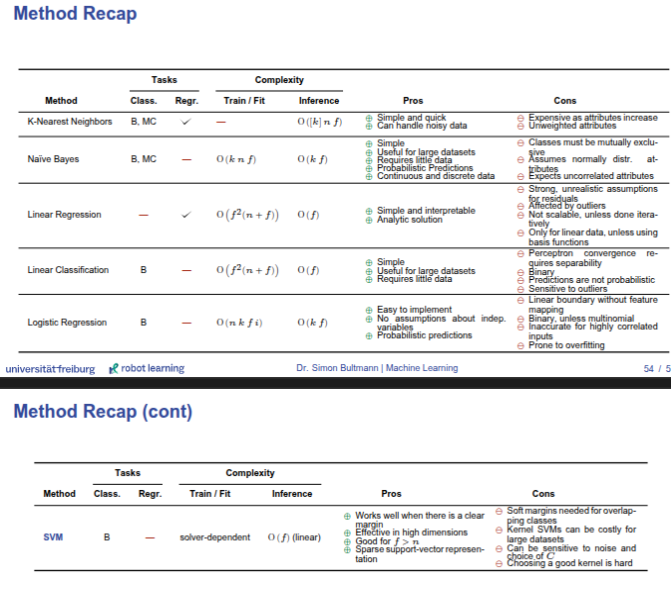 Method Recap
Tasks Complexity
Method Class. Regr. Train / Fit Inference Pros Cons
K-Nearest Neighbors B, MC ✓ — O([k] n f)
⊕ Simple and quick
⊕ Can handle noisy data
⊖ Expensive as attributes increase
⊖ Unweighted attributes
Naïve Bayes B, MC — O(k n f) O(k f)
⊕ Simple
⊕ Useful for large datasets
⊕ Requires little data
⊕ Probabilistic Predictions
⊕ Continuous and discrete data
⊖ Classes must be mutually exclu-
sive
⊖ Assumes normally distr. at-
tributes
⊖ Expects uncorrelated attributes
Linear Regression — ✓ O(f²(n + f)) O(f)
⊕ Simple and interpretable
⊕ Analytic solution
⊖ Strong, unrealistic assumptions
for residuals
⊖ Affected by outliers
⊖ Not scalable, unless done itera-
tively
⊖ Only for linear data, unless using
basis functions
Linear Classification B — O(f²(n + f)) O(f)
⊕ Simple
⊕ Useful for large datasets
⊕ Requires little data
⊖ Perceptron convergence re-
quires separability
⊖ Binary
⊖ Predictions are not probabilistic
⊖ Sensitive to outliers
Logistic Regression B — O(n k f i) O(k f)
⊕ Easy to implement
⊕ No assumptions about indep.
variables
⊕ Probabilistic predictions
⊖ Linear boundary without feature
mapping
⊖ Binary, unless multinomial
⊖ Inaccurate for highly correlated
inputs
⊖ Prone to overfitting
universität freiburg robot learning Dr. Simon Bultmann | Machine Learning 54 / 5
Method Recap (cont)
Tasks Complexity
Method Class. Regr. Train / Fit Inference Pros Cons
SVM B — solver-dependent O(f) (linear)
⊕ Works well when there is a clear
margin
⊕ Effective in high dimensions
⊕ Good for f > n
⊕ Sparse support-vector represen-
tation
⊖ Soft margins needed for overlap-
ping classes
⊖ Kernel SVMs can be costly for
large datasets
⊖ Can be sensitive to noise and
choice of C
⊖ Choosing a good kernel is hard